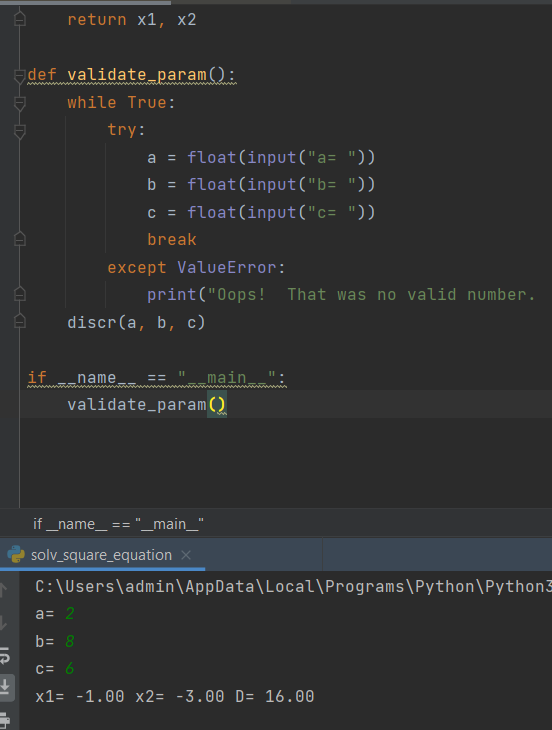 return x1, x2
def validate_param():
while True:
try:
a = float(input("a= "))
b = float(input("b= "))
c = float(input("c= "))
break
except ValueError:
print("Oops!  That was no valid number.
discr(a, b, c)
if __name__ == "__main__":
validate_param()
if __name__ == "__main__"
solv_square_equation
C:\Users\admin\AppData\Local\Programs\Python\Python3
a= 2
b= 8
c= 6
x1= -1.00 x2= -3.00 D= 16.00